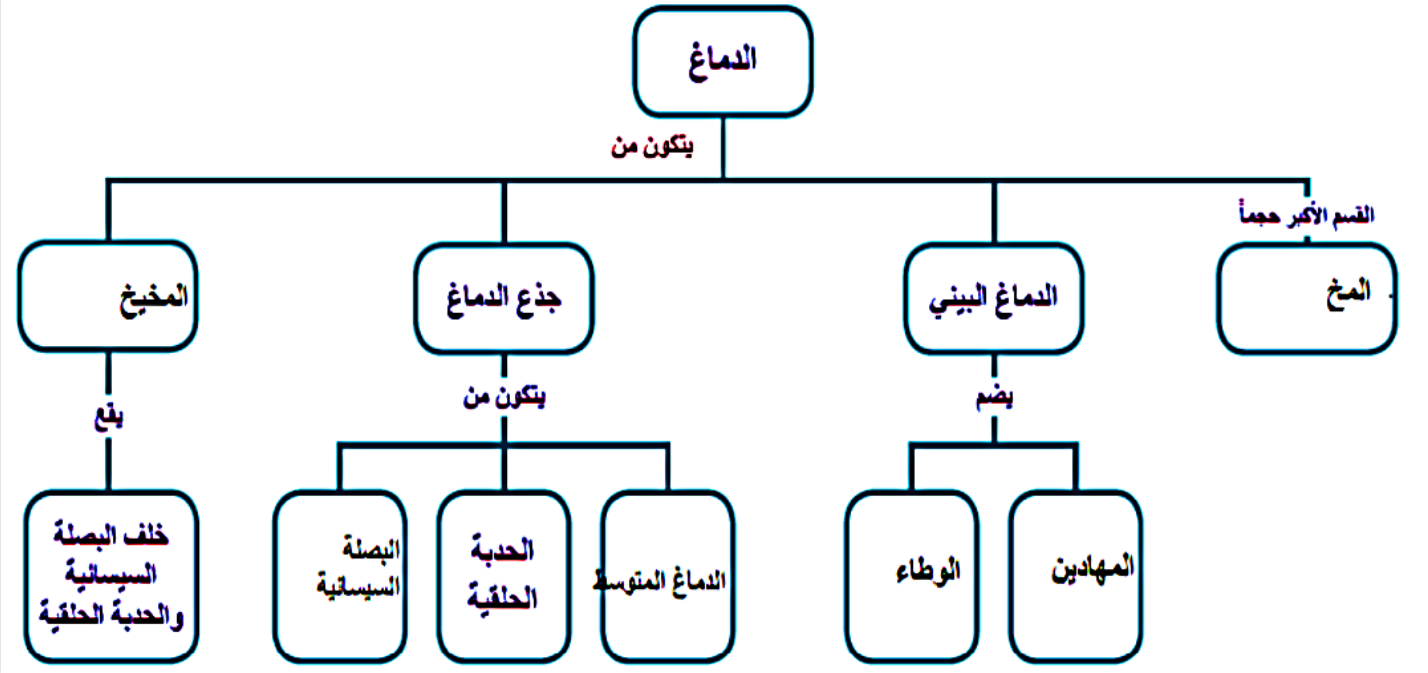 الدماغ
يتكون من
القسم الأكبر حجماً
المخ
الدماغ البيني
جذع الدماغ
المخيخ
يضم
يتكون من
يقع
المهادين
الوطاء
الدماغ المتوسط
الحدبة
الحلقية
البصلة
السيسائية
خلف البصلة
السيسائية
والحدبة الحلقية